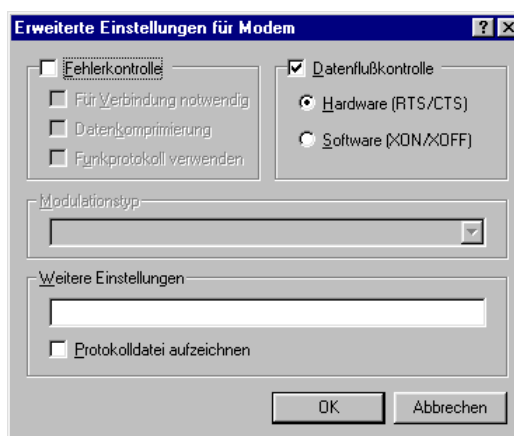 Erweiterte Einstellungen für Modem
Fehlerkontrolle
Für Verbindung notwendig
Datenkomprimierung
Funkprotokoll verwenden
Datenflußkontrolle
Hardware (RTS/CTS)
Software (XON/XOFF)
Modulationstyp
Weitere Einstellungen
Protokolldatei aufzeichnen
OK
Abbrechen